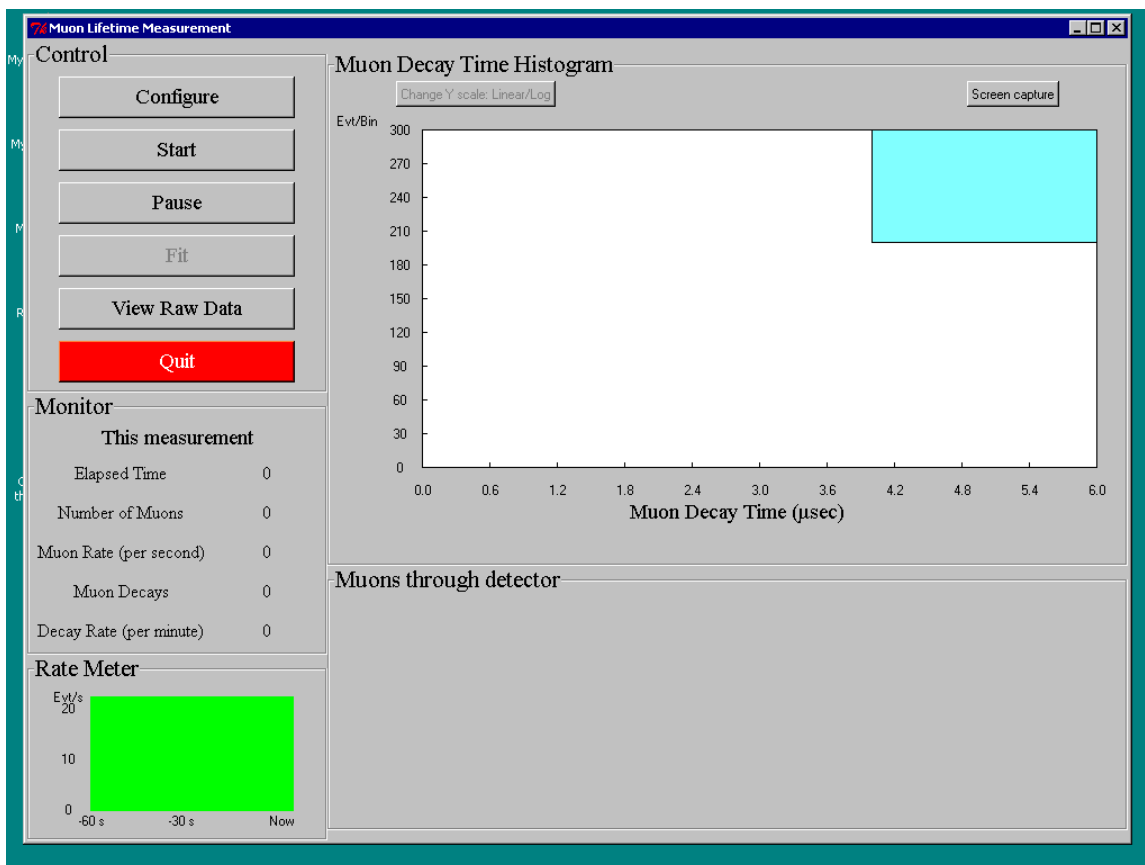 Muon Lifetime Measurement
Control
Configure
Start
Pause
Fit
View Raw Data
Quit
Monitor
This measurement
Elapsed Time 0
Number of Muons 0
Muon Rate (per second) 0
Muon Decays 0
Decay Rate (per minute) 0
Rate Meter
Evt/s
20
10
0
-60 s -30 s Now
Muon Decay Time Histogram
Change Y scale: Linear/Log Screen capture
Evt/Bin
300
270
240
210
180
150
120
90
60
30
0
0.0 0.6 1.2 1.8 2.4 3.0 3.6 4.2 4.8 5.4 6.0
Muon Decay Time (µsec)
Muons through detector